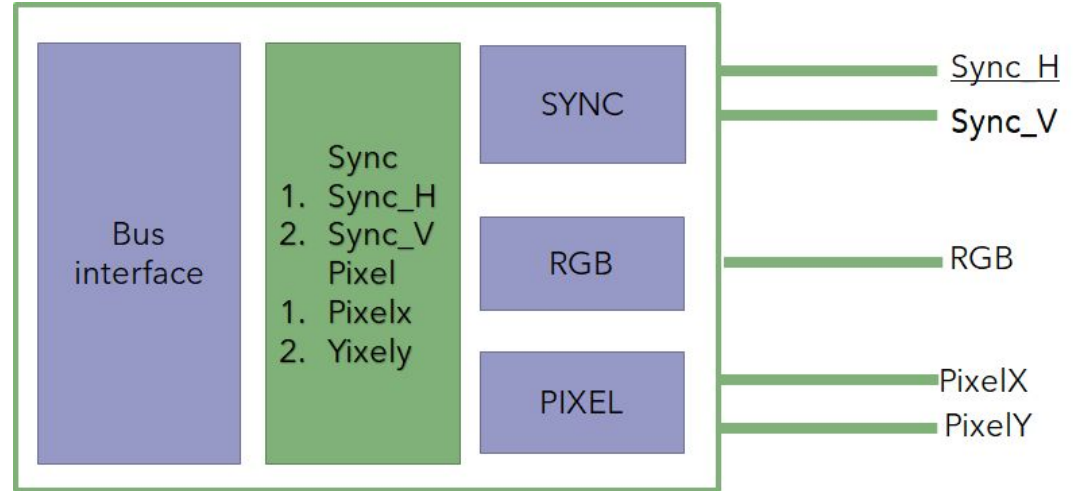 Bus
interface
Sync
1. Sync_H
2. Sync_V
Pixel
1. Pixelx
2. Yixely
SYNC
RGB
PIXEL
Sync_H
Sync_V
RGB
PixelX
PixelY